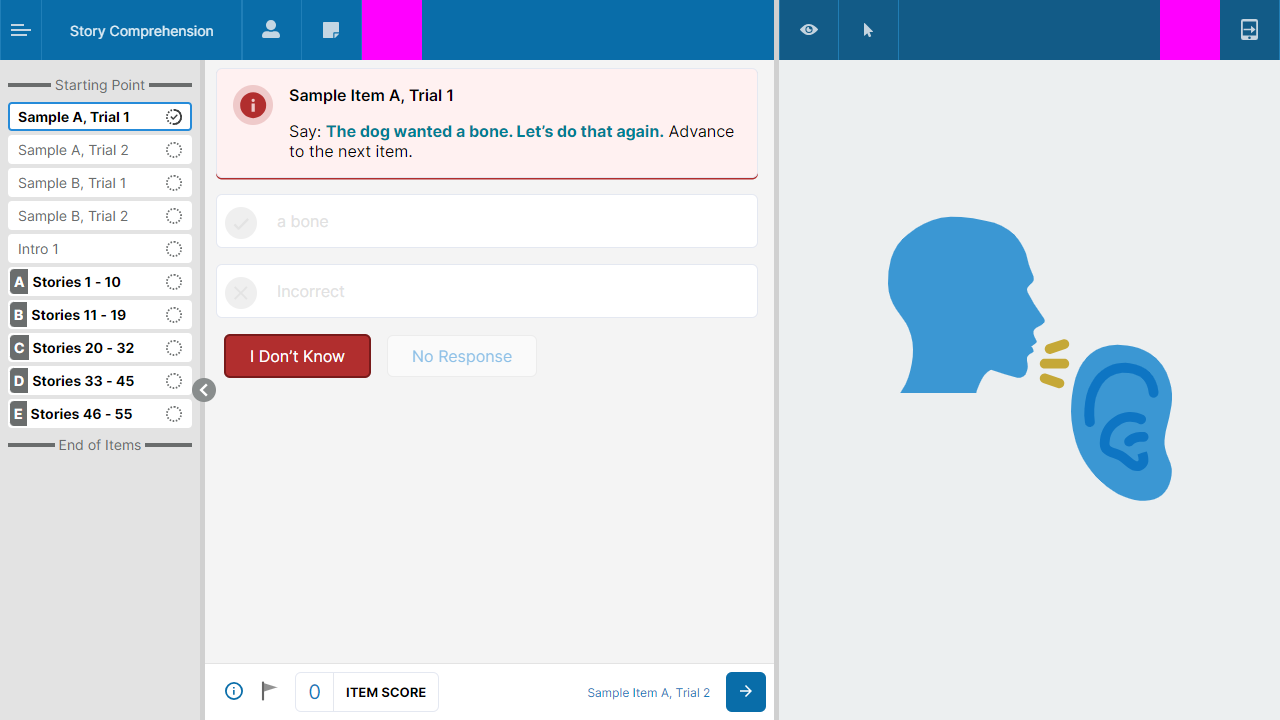 Story Comprehension
Starting Point
Sample A, Trial 1
Sample A, Trial 2
Sample B, Trial 1
Sample B, Trial 2
Intro 1
A Stories 1 - 10
B Stories 11 - 19
C Stories 20 - 32
D Stories 33 - 45
E Stories 46 - 55
End of Items
Sample Item A, Trial 1
Say: The dog wanted a bone. Let’s do that again. Advance
to the next item.
a bone
Incorrect
I Don’t Know
No Response
0 ITEM SCORE
Sample Item A, Trial 2